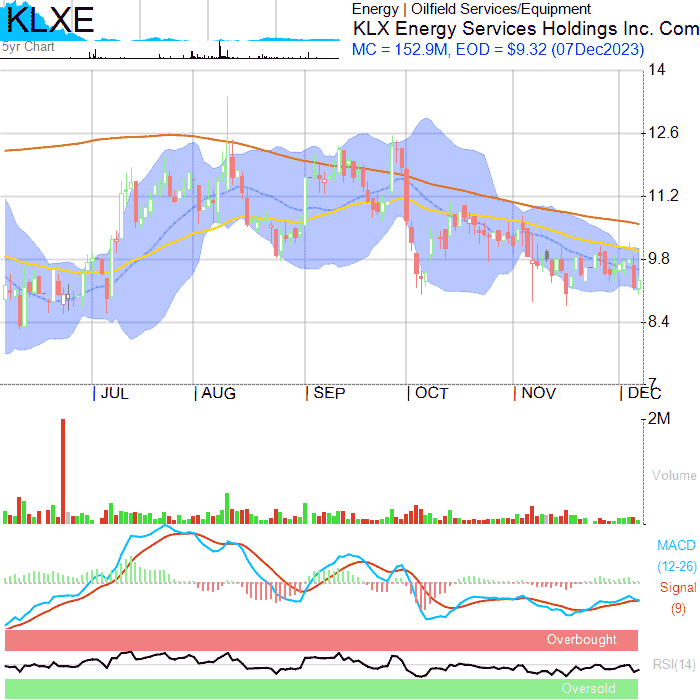 KLXE
5yr Chart
Energy | Oilfield Services/Equipment
KLX Energy Services Holdings Inc. Com
MC = 152.9M, EOD = $9.32 (07Dec2023)
14
12.6
11.2
9.8
8.4
7
JUL AUG SEP OCT NOV DEC
2M
Volume
MACD
(12-26)
Signal
(9)
Overbought
RSI(14)
Oversold